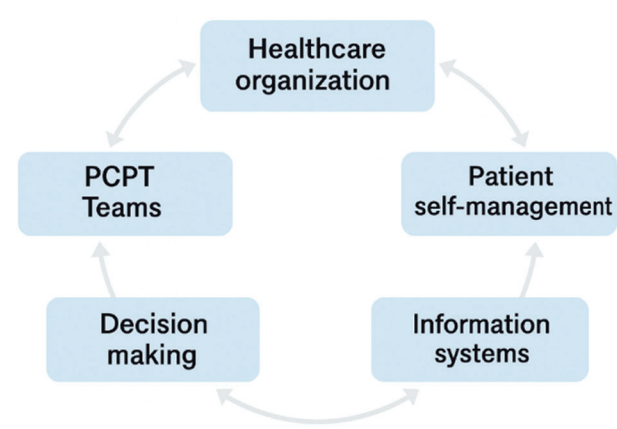 Healthcare
organization
PCPT
Teams
Patient
self-management
Decision
making
Information
systems